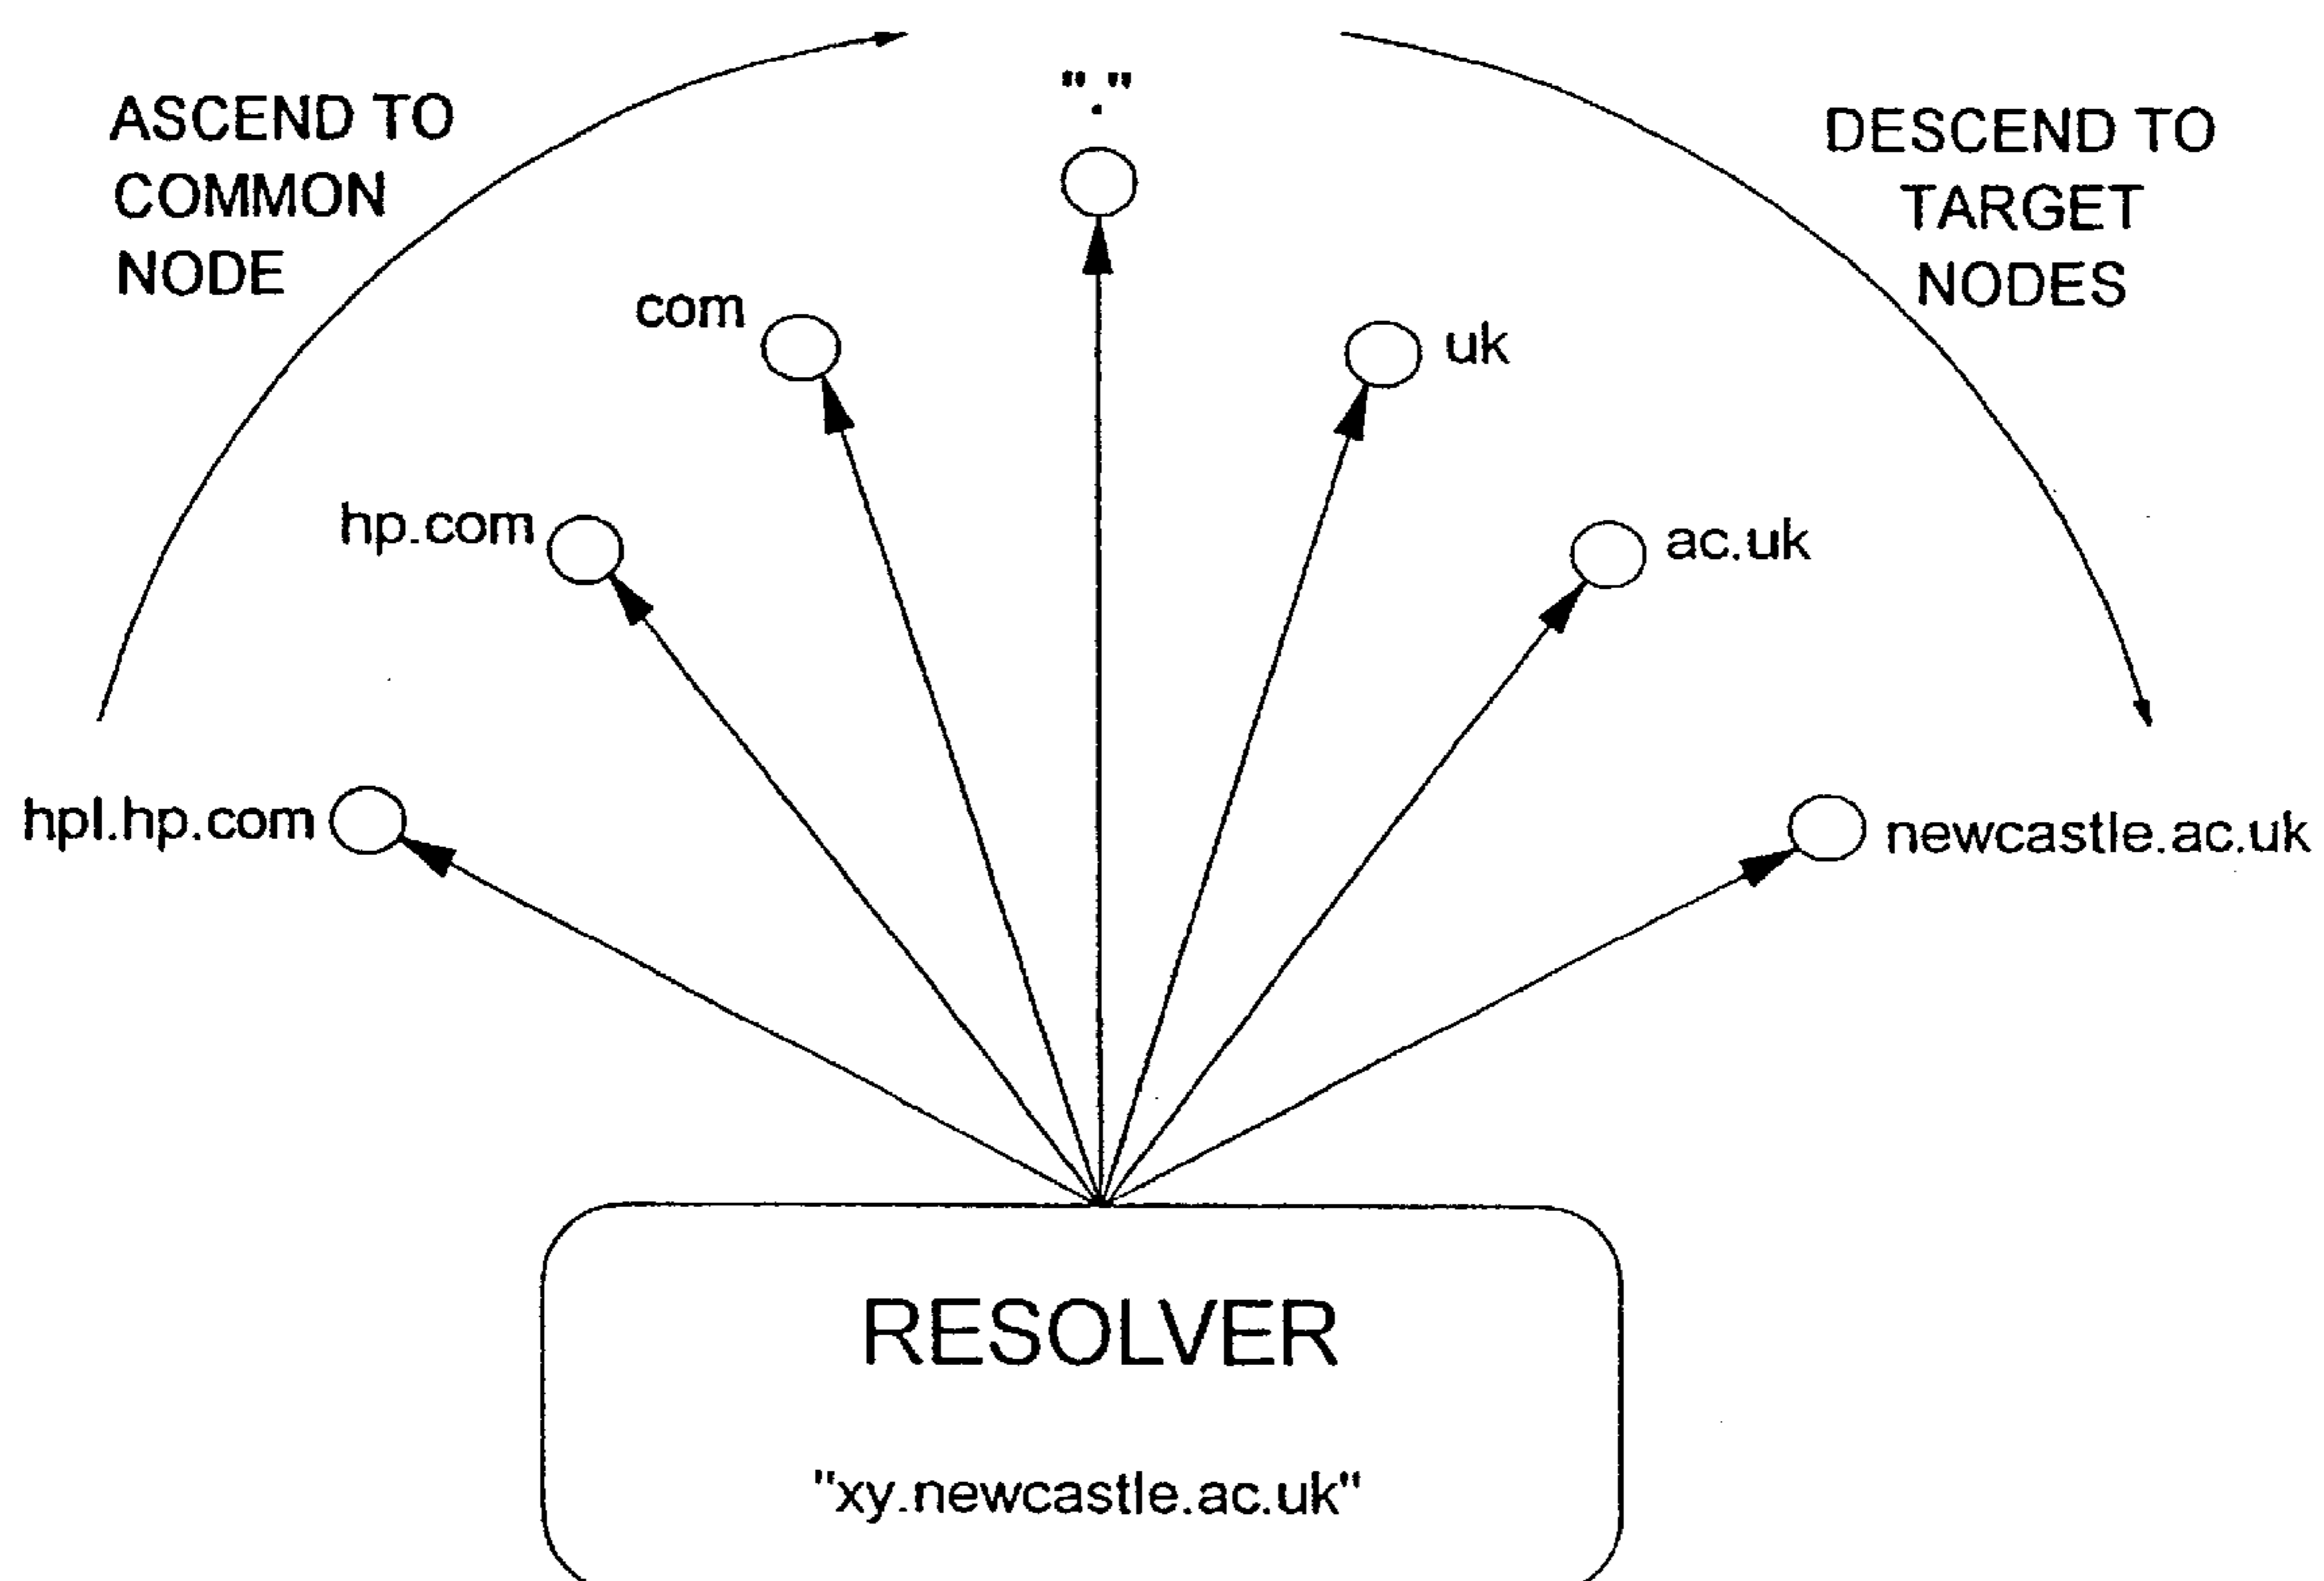 ASCEND TO
COMMON
NODE
"."
DESCEND TO
TARGET
NODES
com
uk
hp.com
ac.uk
hpl.hp.com
newcastle.ac.uk
RESOLVER
"xy.newcastle.ac.uk"